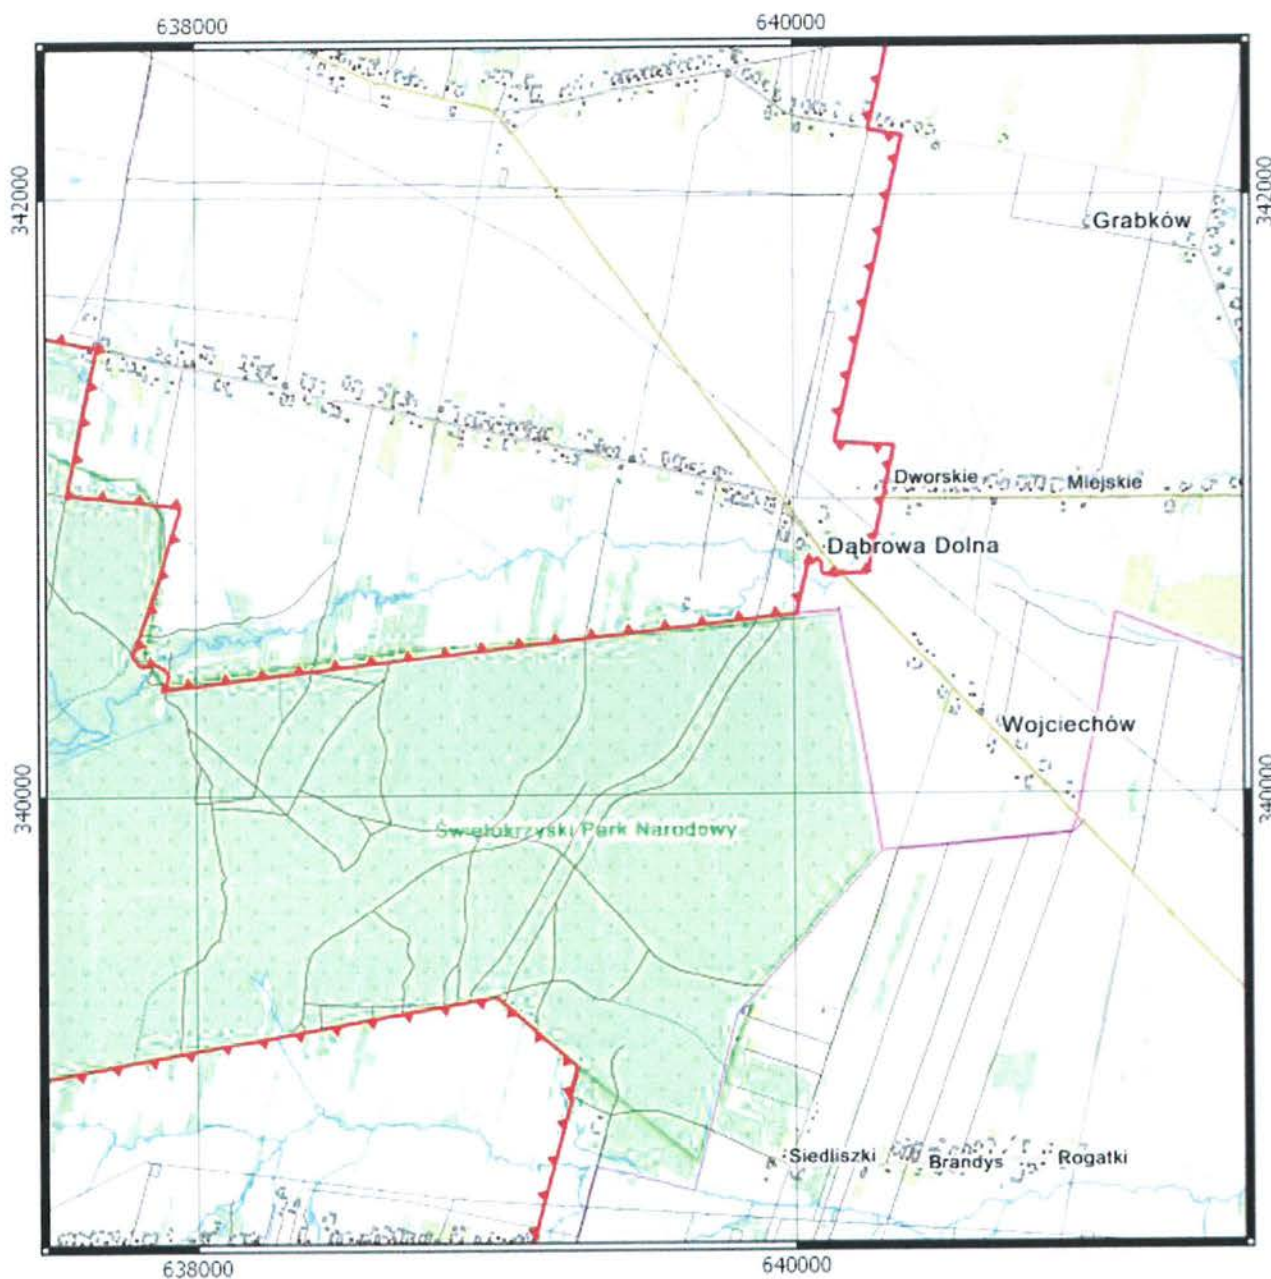 638000 640000
342000 342000
Grabków
Dworskie Miejskie
Dąbrowa Dolna
Wojciechów
340000 340000
Świętokrzyski Park Narodowy
Siedliszki Brandys Rogatki
638000 640000